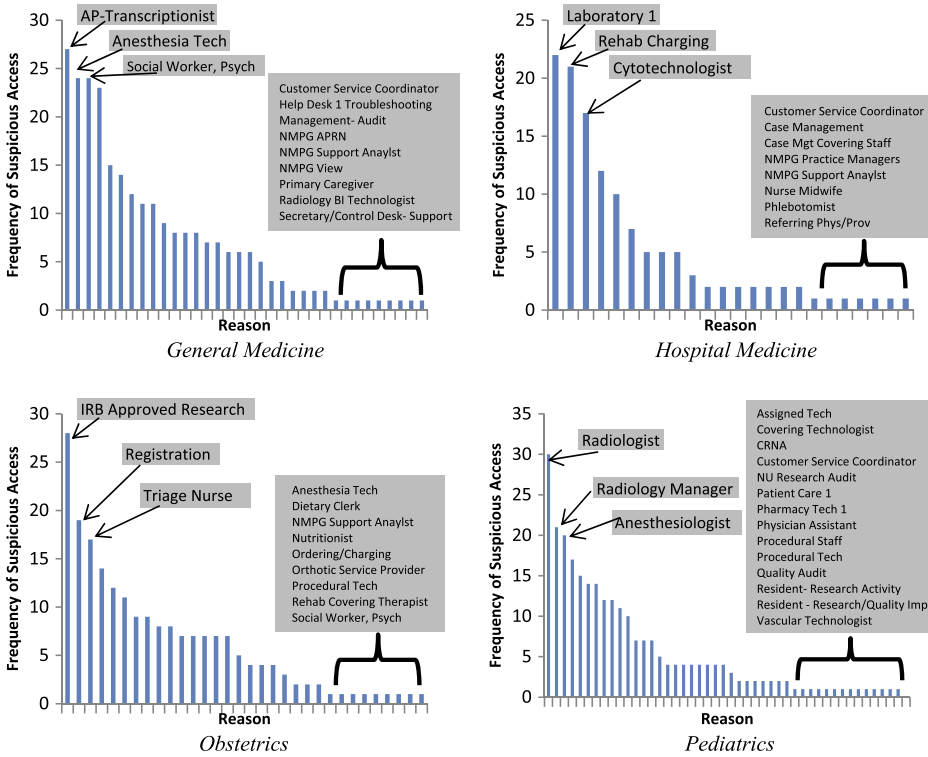 30
25
20
15
10
5
0
Frequency of Suspicious Access
AP-Transcriptionist
Anesthesia Tech
Social Worker, Psych
Customer Service Coordinator
Help Desk 1 Troubleshooting
Management- Audit
NMPG APRN
NMPG Support Anaylst
NMPG View
Primary Caregiver
Radiology BI Technologist
Secretary/Control Desk- Support
Reason
General Medicine
25
20
15
10
5
0
Frequency of Suspicious Access
Laboratory 1
Rehab Charging
Cytotechnologist
Customer Service Coordinator
Case Management
Case Mgt Covering Staff
NMPG Practice Managers
NMPG Support Anaylst
Nurse Midwife
Phlebotomist
Referring Phys/Prov
Reason
Hospital Medicine
30
25
20
15
10
5
0
Frequency of Suspicious Access
IRB Approved Research
Registration
Triage Nurse
Anesthesia Tech
Dietary Clerk
NMPG Support Anaylst
Nutritionist
Ordering/Charging
Orthotic Service Provider
Procedural Tech
Rehab Covering Therapist
Social Worker, Psych
Reason
Obstetrics
35
30
25
20
15
10
5
0
Frequency of Suspicious Access
Radiologist
Radiology Manager
Anesthesiologist
Assigned Tech
Covering Technologist
CRNA
Customer Service Coordinator
NU Research Audit
Patient Care 1
Pharmacy Tech 1
Physician Assistant
Procedural Staff
Procedural Tech
Quality Audit
Resident- Research Activity
Resident - Research/Quality Imp
Vascular Technologist
Reason
Pediatrics